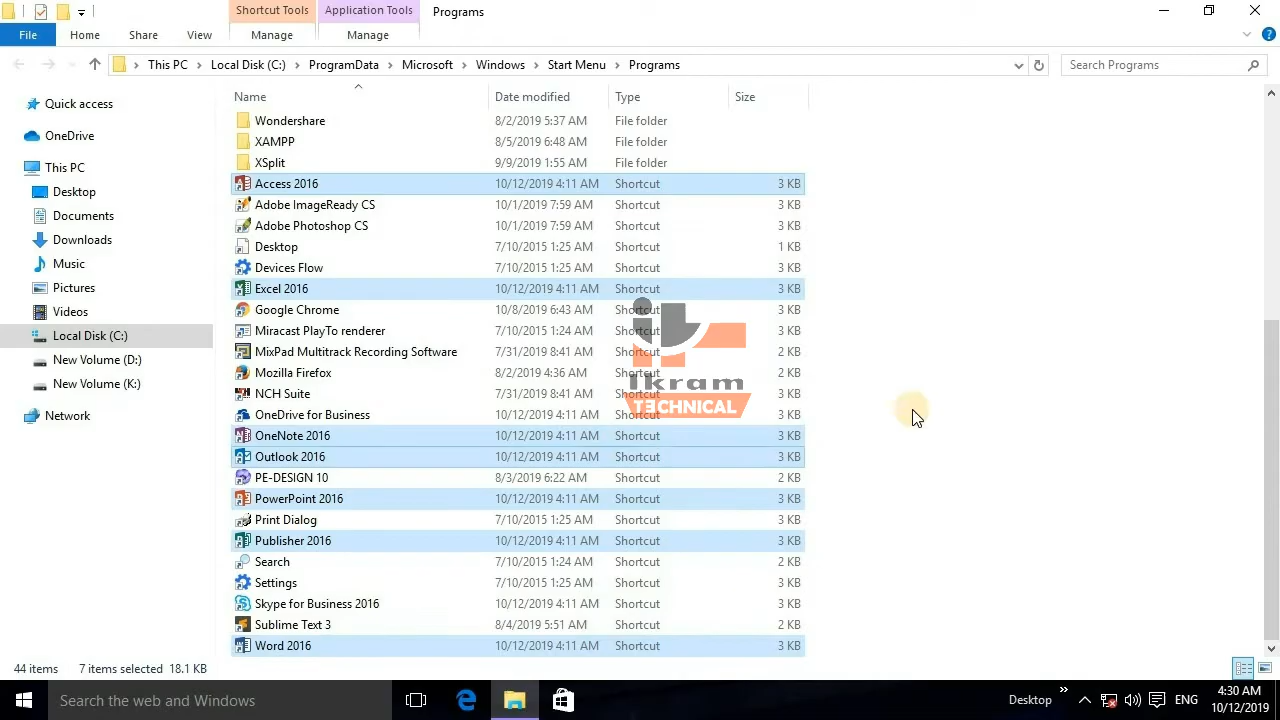 Shortcut Tools Application Tools Programs
File Home Share View Manage Manage
This PC Local Disk (C:) ProgramData Microsoft Windows Start Menu Programs Search Programs
Quick access
OneDrive
This PC
Desktop
Documents
Downloads
Music
Pictures
Videos
Local Disk (C:)
New Volume (D:)
New Volume (K:)
Network
Name Date modified Type Size
Wondershare 8/2/2019 5:37 AM File folder
XAMPP 8/5/2019 6:48 AM File folder
XSplit 9/9/2019 1:55 AM File folder
Access 2016 10/12/2019 4:11 AM Shortcut 3 KB
Adobe ImageReady CS 10/1/2019 7:59 AM Shortcut 3 KB
Adobe Photoshop CS 10/1/2019 7:59 AM Shortcut 3 KB
Desktop 7/10/2015 1:25 AM Shortcut 1 KB
Devices Flow 7/10/2015 1:25 AM Shortcut 3 KB
Excel 2016 10/12/2019 4:11 AM Shortcut 3 KB
Google Chrome 10/8/2019 6:43 AM Shortcut 3 KB
Miracast PlayTo renderer 7/10/2015 1:24 AM Shortcut 3 KB
MixPad Multitrack Recording Software 7/31/2019 8:41 AM Shortcut 2 KB
Mozilla Firefox 8/2/2019 4:36 AM Shortcut 2 KB
NCH Suite 7/31/2019 8:41 AM Shortcut 3 KB
OneDrive for Business 10/12/2019 4:11 AM Shortcut 3 KB
OneNote 2016 10/12/2019 4:11 AM Shortcut 3 KB
Outlook 2016 10/12/2019 4:11 AM Shortcut 3 KB
PE-DESIGN 10 8/3/2019 6:22 AM Shortcut 2 KB
PowerPoint 2016 10/12/2019 4:11 AM Shortcut 3 KB
Print Dialog 7/10/2015 1:25 AM Shortcut 3 KB
Publisher 2016 10/12/2019 4:11 AM Shortcut 3 KB
Search 7/10/2015 1:24 AM Shortcut 2 KB
Settings 7/10/2015 1:25 AM Shortcut 3 KB
Skype for Business 2016 10/12/2019 4:11 AM Shortcut 3 KB
Sublime Text 3 8/4/2019 5:51 AM Shortcut 2 KB
Word 2016 10/12/2019 4:11 AM Shortcut 3 KB
Ikram
TECHNICAL
44 items 7 items selected 18.1 KB
Search the web and Windows
Desktop
ENG
4:30 AM
10/12/2019